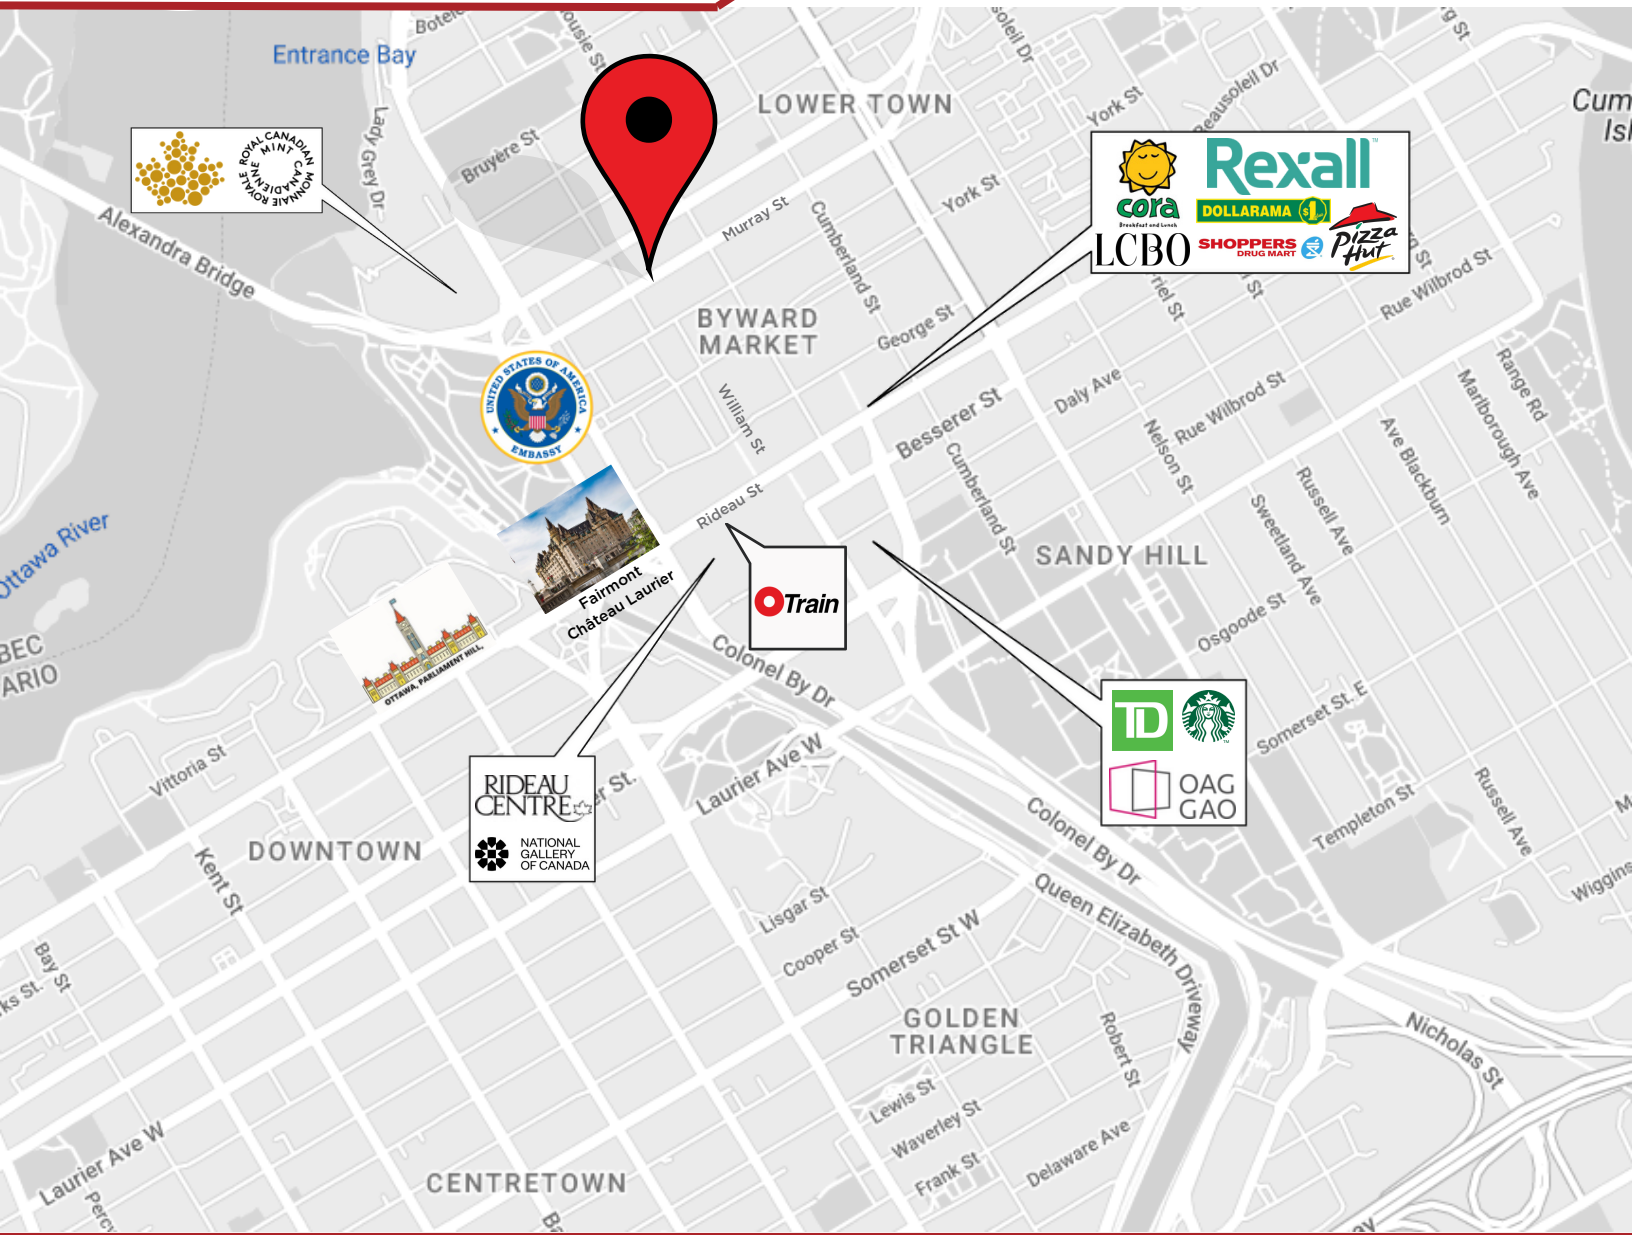 Entrance Bay
Bruyère St
Lady Grey Dr
LOWER TOWN
York St
Beausoleil Dr
ROYAL CANADIAN MINT
MONNAIE ROYALE CANADIENNE
Alexandra Bridge
Murray St
Cumberland St
York St
cora
Breakfast and Lunch
Rexall
DOLLARAMA $1
LCBO
SHOPPERS
DRUG MART
Pizza
Hut
Rue Wilbrod St
BYWARD
MARKET
George St
UNITED STATES OF AMERICA
EMBASSY
William St
Besserer St
Daly Ave
Rue Wilbrod St
Nelson St
Range Rd
Marlborough Ave
Ave Blackburn
Russell Ave
Sweetland Ave
Cumberland St
Rideau St
SANDY HILL
Ottawa River
Fairmont
Château Laurier
OTrain
OTTAWA, PARLIAMENT HILL,
Osgoode St
Colonel By Dr
TD
OAG
GAO
Somerset St. E
Vittoria St
Laurier Ave W
RIDEAU
CENTRE
NATIONAL
GALLERY
OF CANADA
DOWNTOWN
Kent St
Colonel By Dr
Templeton St
Russell Ave
Queen Elizabeth Driveway
Lisgar St
Cooper St
Somerset St W
Bay St
GOLDEN
TRIANGLE
Robert St
Nicholas St
Lewis St
Waverley St
Frank St
Delaware Ave
Laurier Ave W
CENTRETOWN